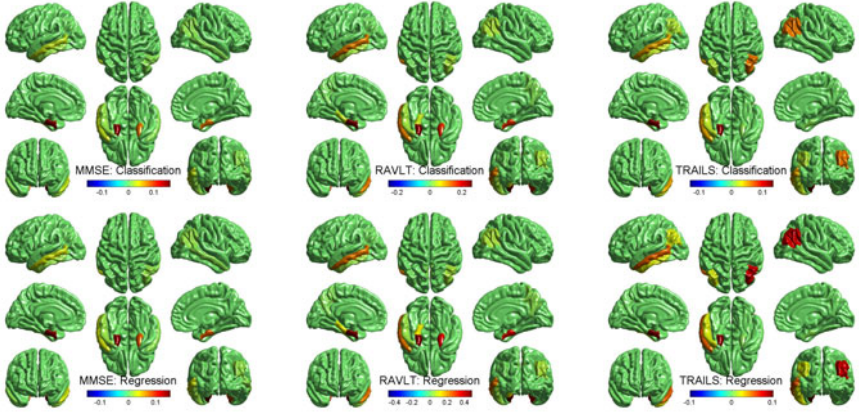 MMSE: Classification
-0.1 0 0.1
RAVLT: Classification
-0.2 0 0.2
TRAILS: Classification
-0.1 0 0.1
MMSE: Regression
-0.1 0 0.1
RAVLT: Regression
-0.4 -0.2 0 0.2 0.4
TRAILS: Regression
-0.1 0 0.1